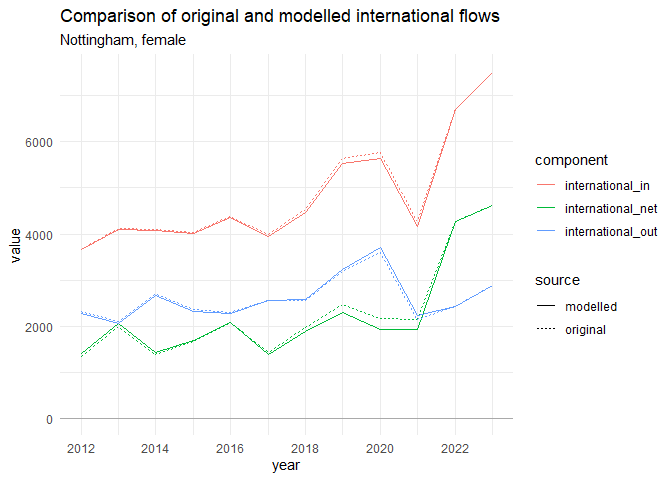 Comparison of original and modelled international flows
Nottingham, female
value
6000
4000
2000
0
2012 2014 2016 2018 2020 2022
year
component
international_in
international_net
international_out
source
modelled
original